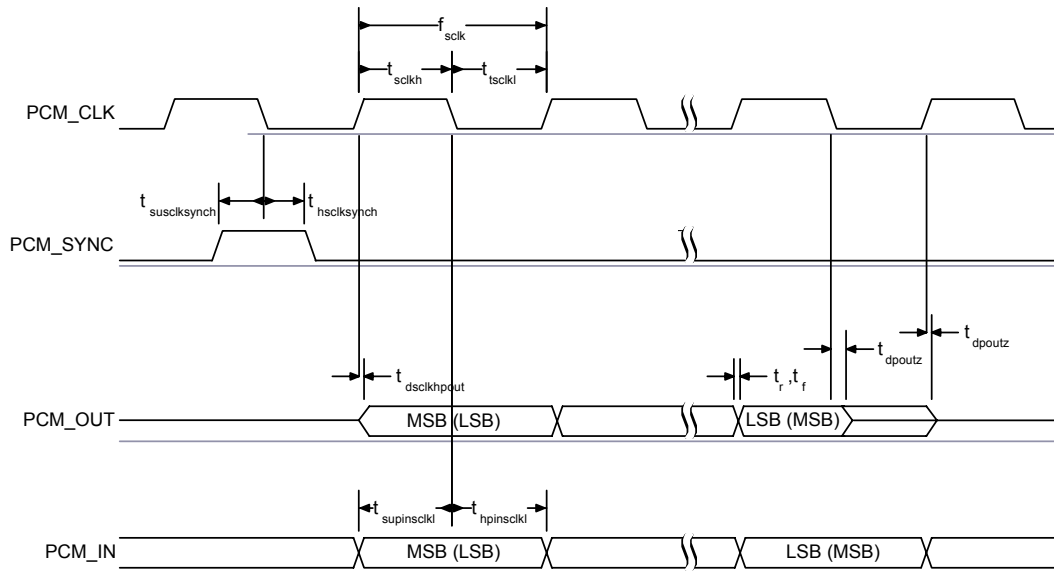 f sclk
t sclkh
t tsclkl
PCM_CLK
t susclksynch
t hsclksynch
PCM_SYNC
t dpoutz
t dpoutz
t dsclkhpout
t r ,t f
PCM_OUT
MSB (LSB)
LSB (MSB)
t supinsclkl
t hpinsclkl
PCM_IN
MSB (LSB)
LSB (MSB)